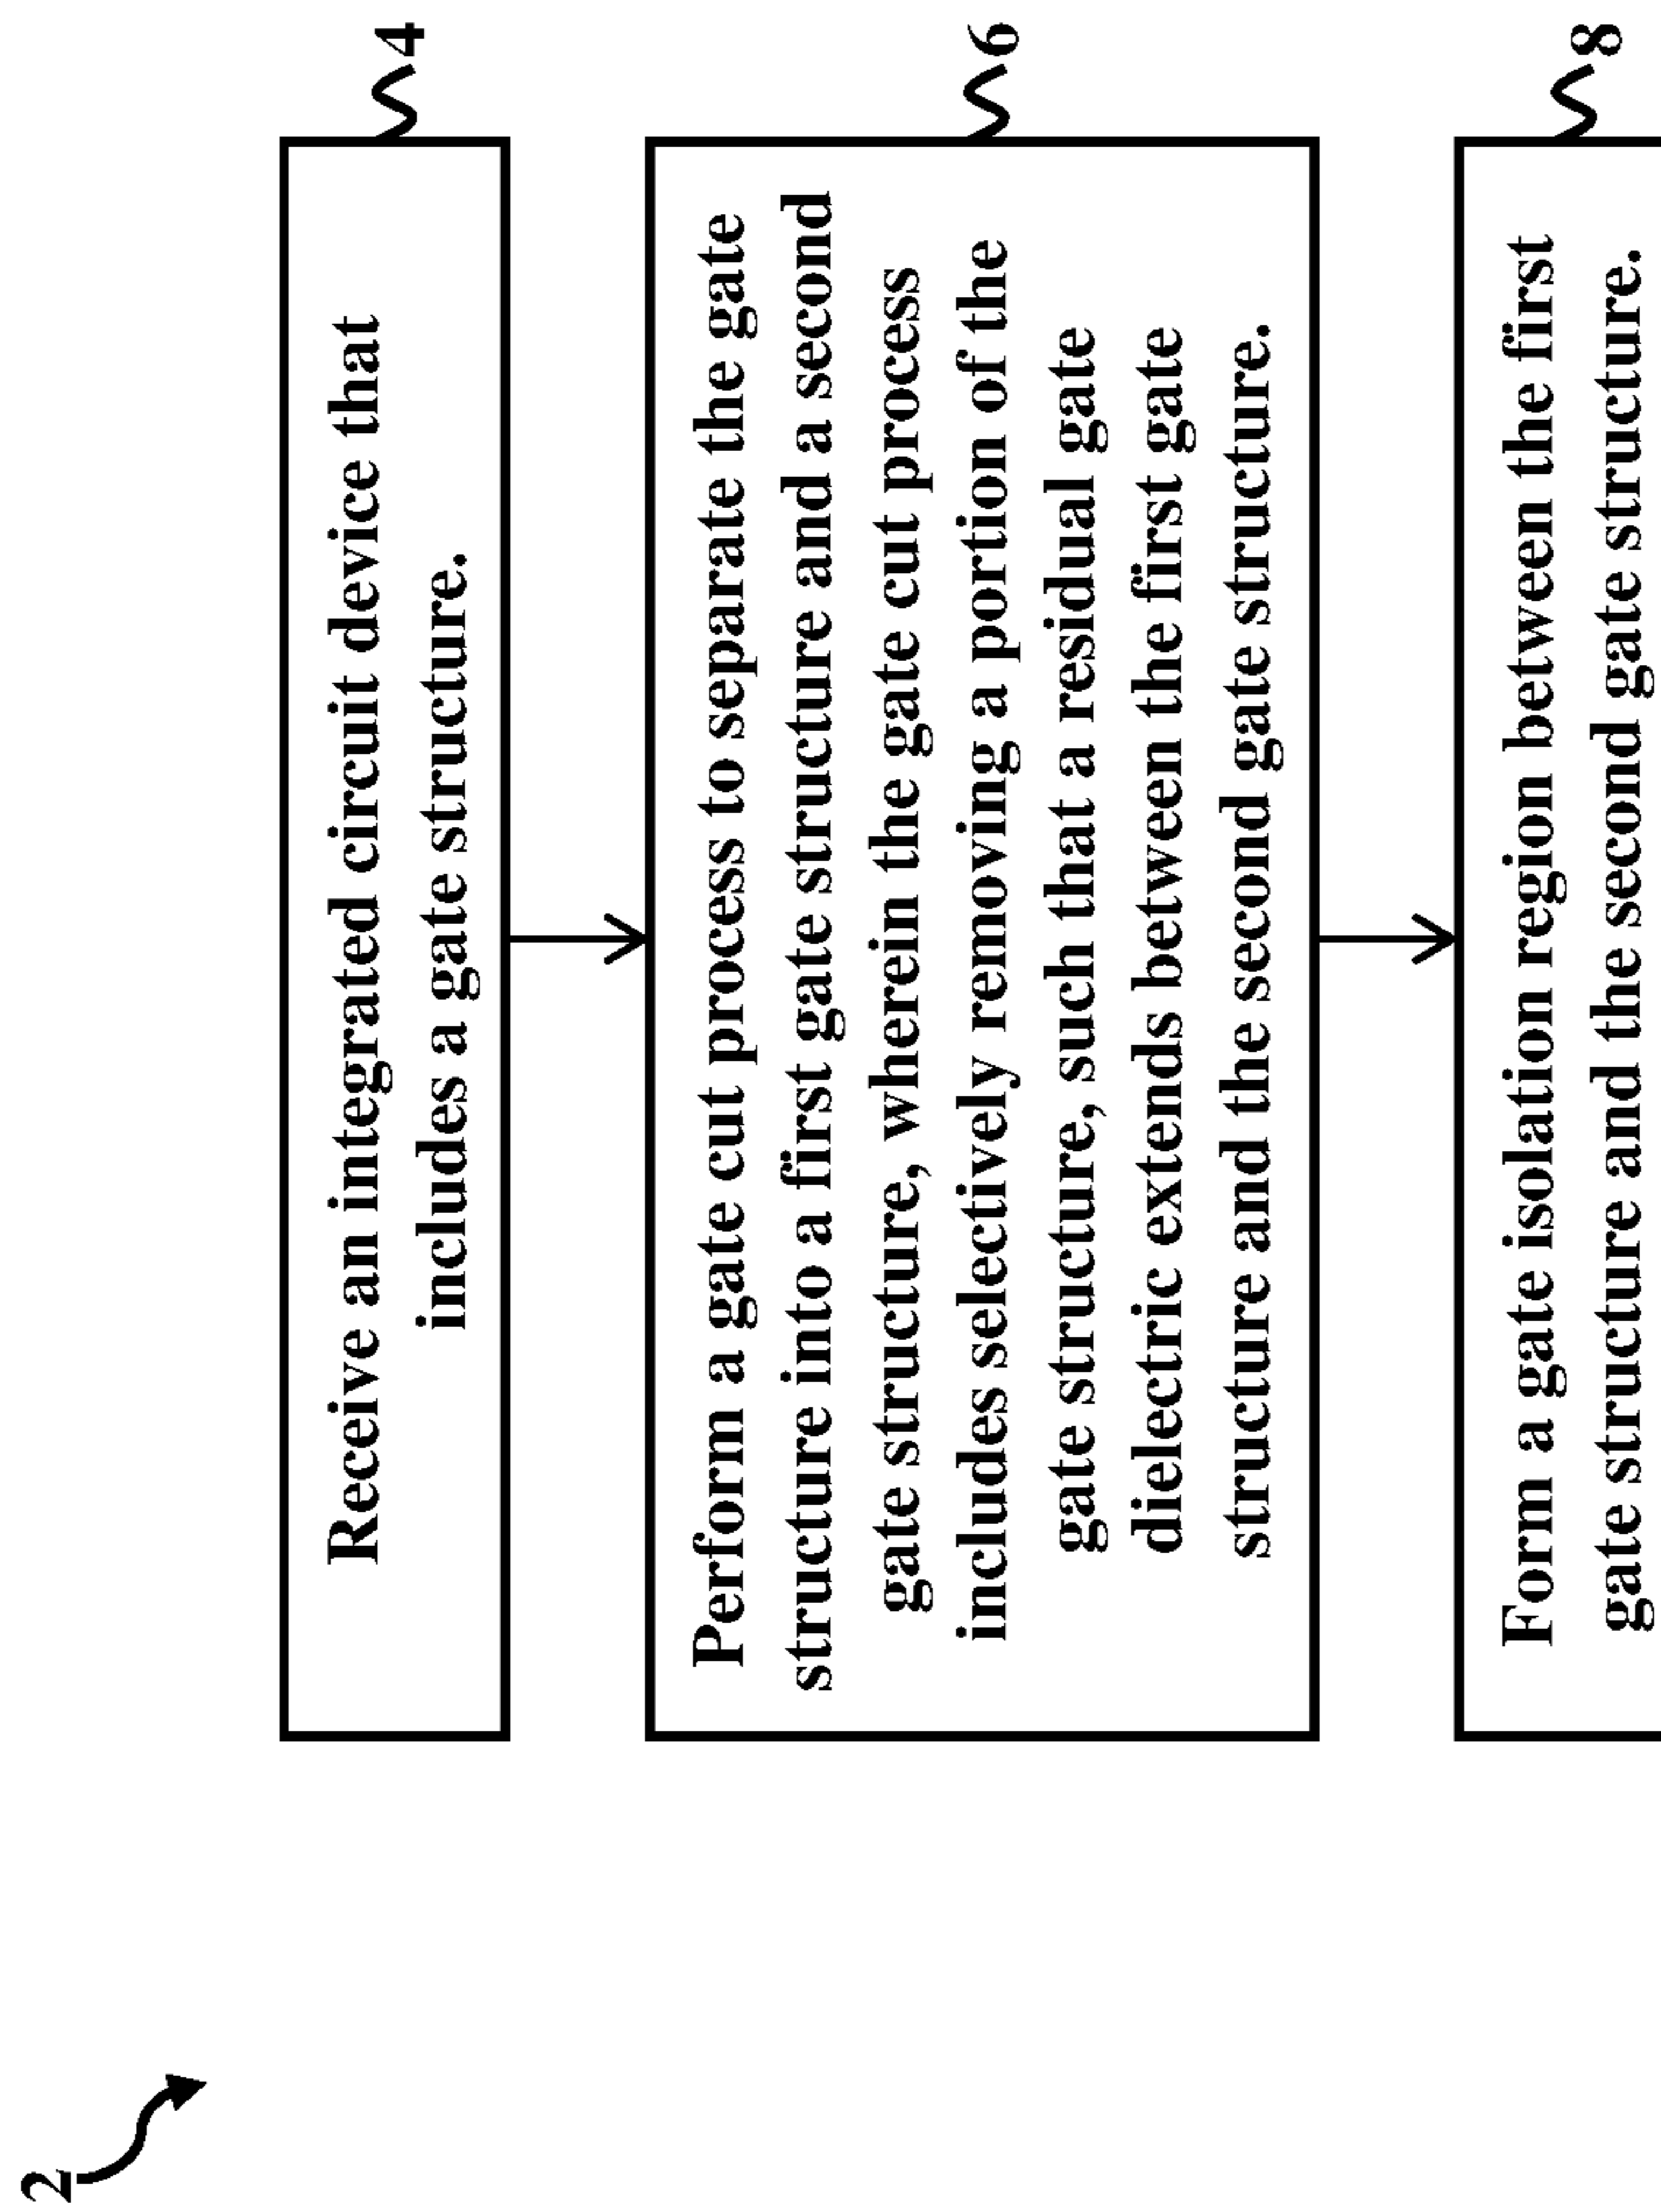 2
Receive an integrated circuit device that
includes a gate structure.
4
Perform a gate cut process to separate the gate
structure into a first gate structure and a second
gate structure, wherein the gate cut process
includes selectively removing a portion of the
gate structure, such that a residual gate
dielectric extends between the first gate
structure and the second gate structure.
6
Form a gate isolation region between the first
gate structure and the second gate structure.
8